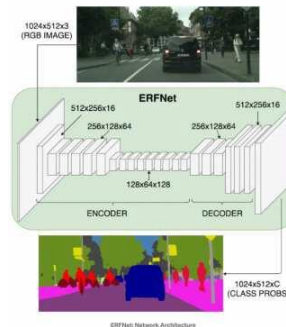 1024x512x3
(RGB IMAGE)
ERFNet
512x256x16
512x256x16
256x128x64
256x128x64
128x64x128
ENCODER
DECODER
1024x512xC
(CLASS PROBS)
ERFNet Network Architecture